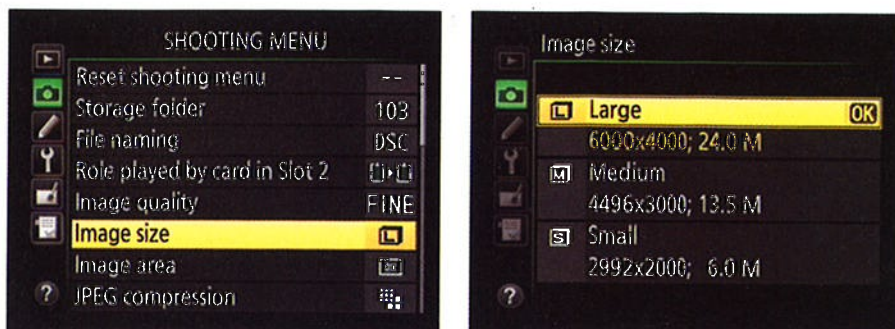 SHOOTING MENU
Reset shooting menu --
Storage folder 103
File naming DSC
Role played by card in Slot 2
Image quality FINE
Image size L
Image area DX
JPEG compression
?
Image size
L Large OK
6000x4000; 24.0 M
M Medium
4496x3000; 13.5 M
S Small
2992x2000; 6.0 M
?